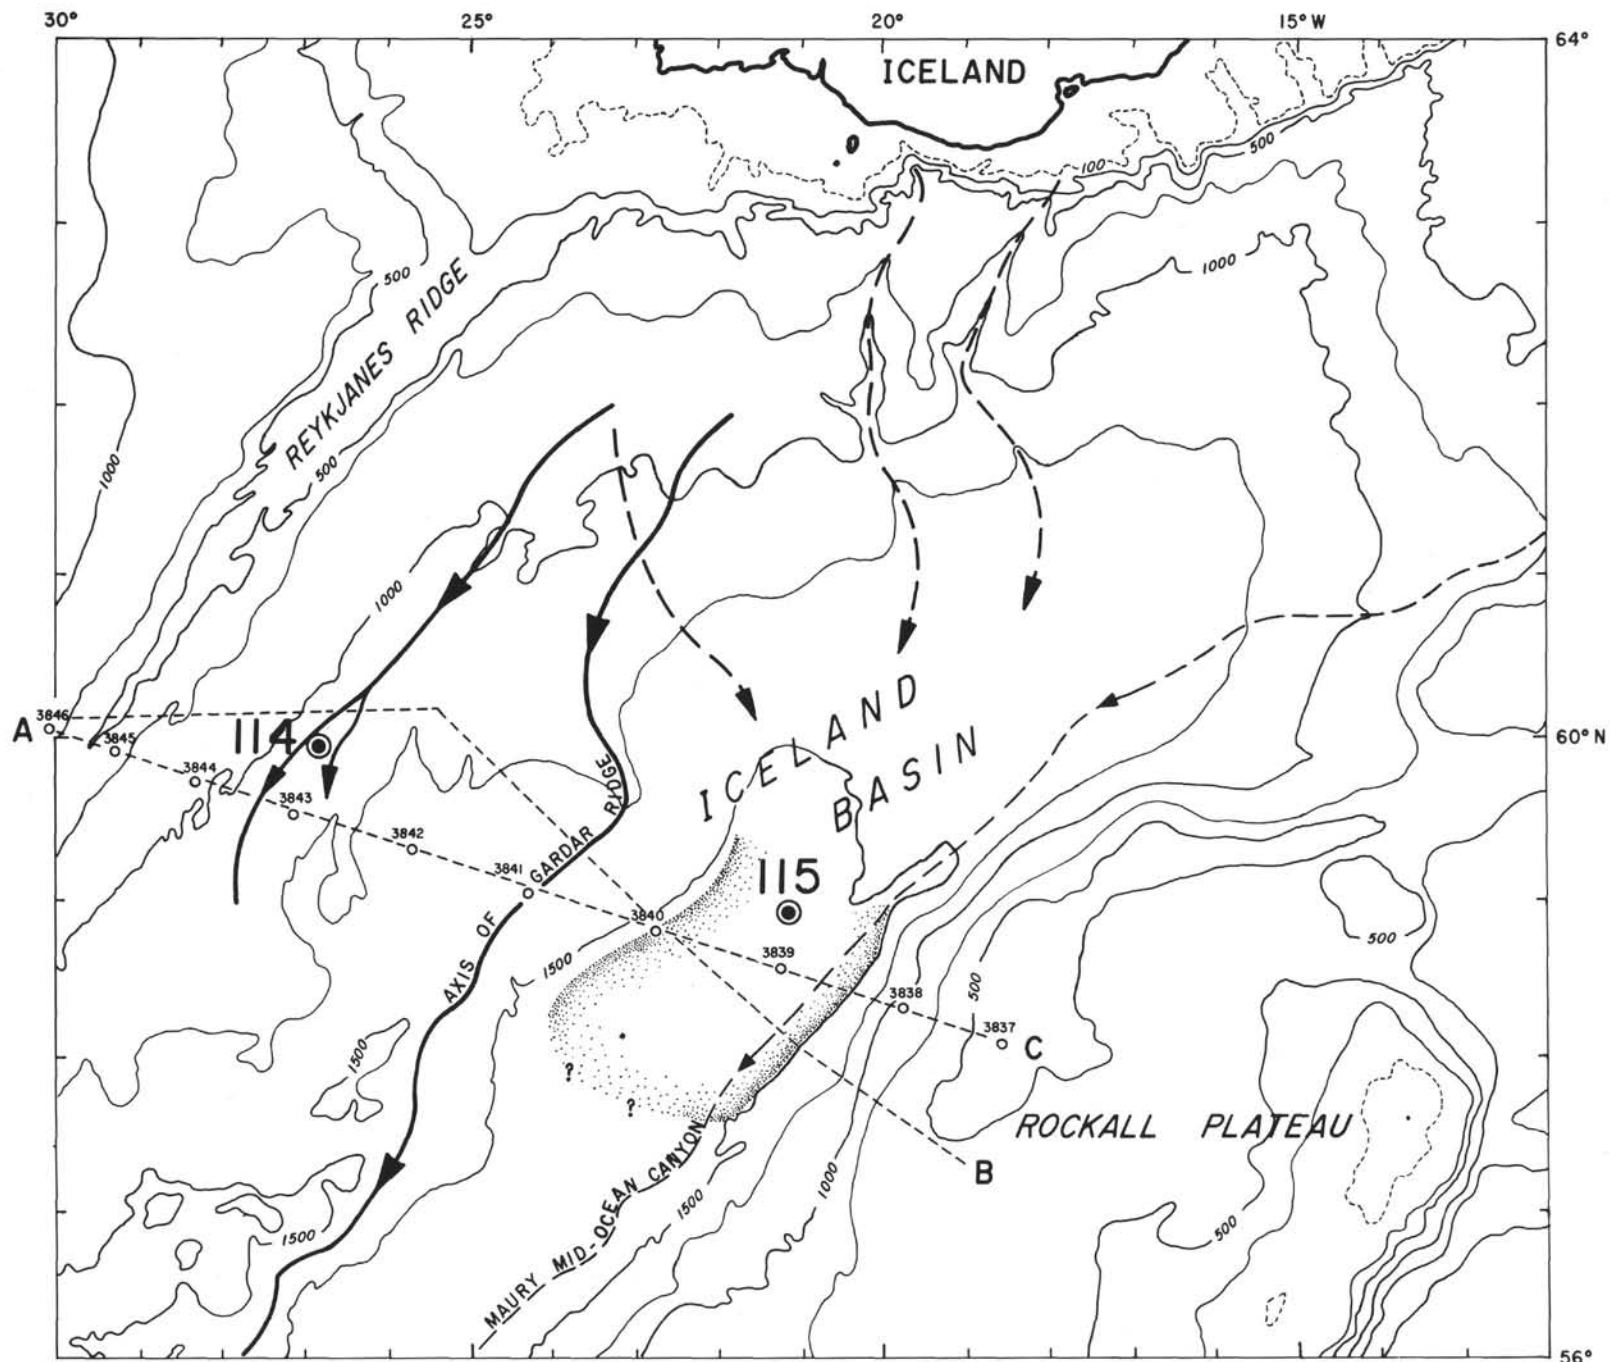 30° 25° 20° 15° W
64°
ICELAND
100
500
500
1000
REYKJANES RIDGE
500
1000
1000
A
3846
3845
3844
3843
3842
3841
3840
3839
3838
3837
C
B
114
60° N
ICELAND
BASIN
115
AXIS OF GARDAR RIDGE
1500
500
500
1500
?
?
ROCKALL PLATEAU
MAURY MID-OCEAN CANYON
1500
1000
500
1500
56°